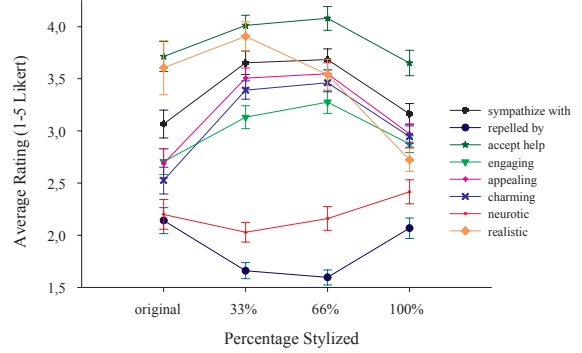 Average Rating (1-5 Likert)
4,0
3,5
3,0
2,5
2,0
1,5
original 33% 66% 100%
Percentage Stylized
sympathize with
repelled by
accept help
engaging
appealing
charming
neurotic
realistic